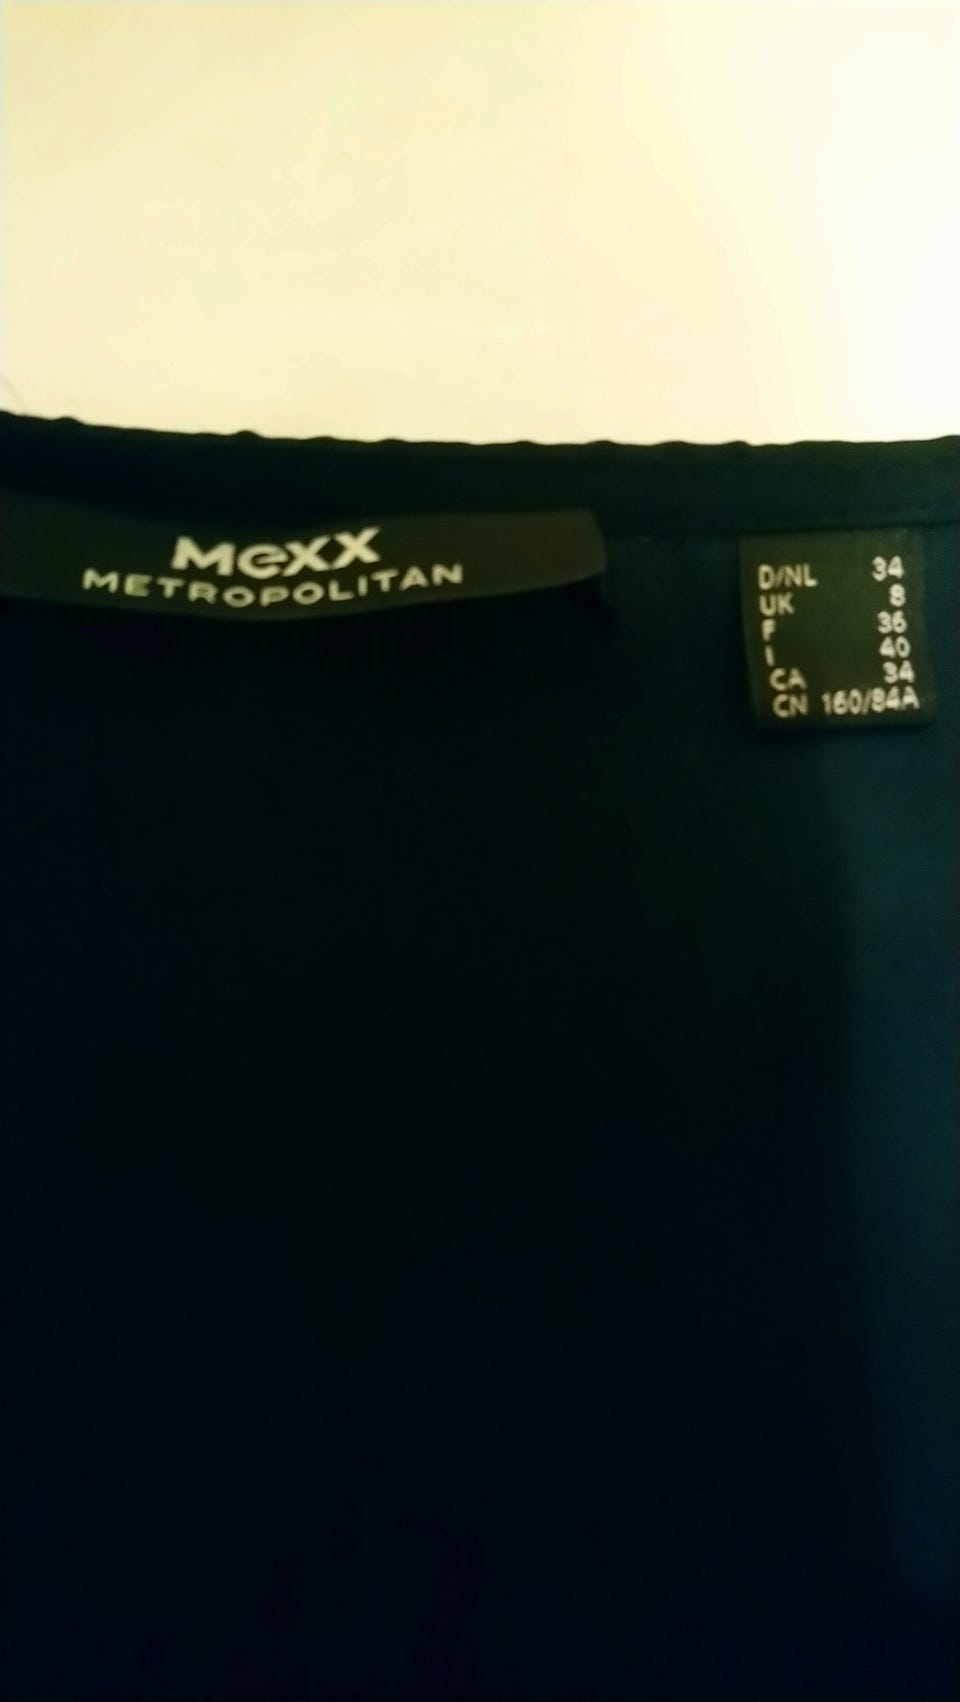 Mexx
METROPOLITAN
D/NL 34
UK 8
F 36
I 40
CA 34
CN 160/84A